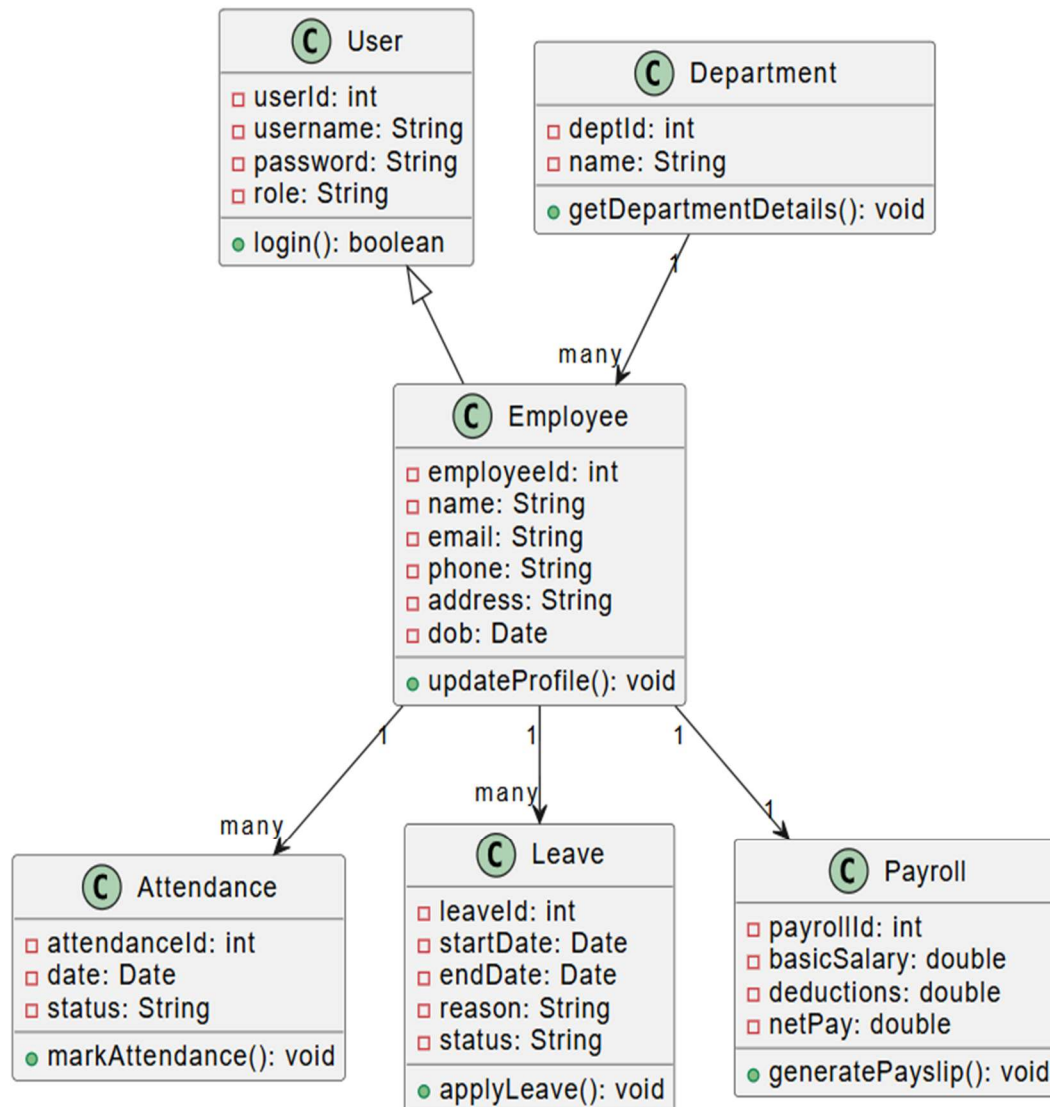 C User
userId: int
username: String
password: String
role: String
login(): boolean
C Department
deptId: int
name: String
getDepartmentDetails(): void
1
many
C Employee
employeeId: int
name: String
email: String
phone: String
address: String
dob: Date
updateProfile(): void
1
many
1
many
1
1
C Attendance
attendanceId: int
date: Date
status: String
markAttendance(): void
C Leave
leaveId: int
startDate: Date
endDate: Date
reason: String
status: String
applyLeave(): void
C Payroll
payrollId: int
basicSalary: double
deductions: double
netPay: double
generatePayslip(): void